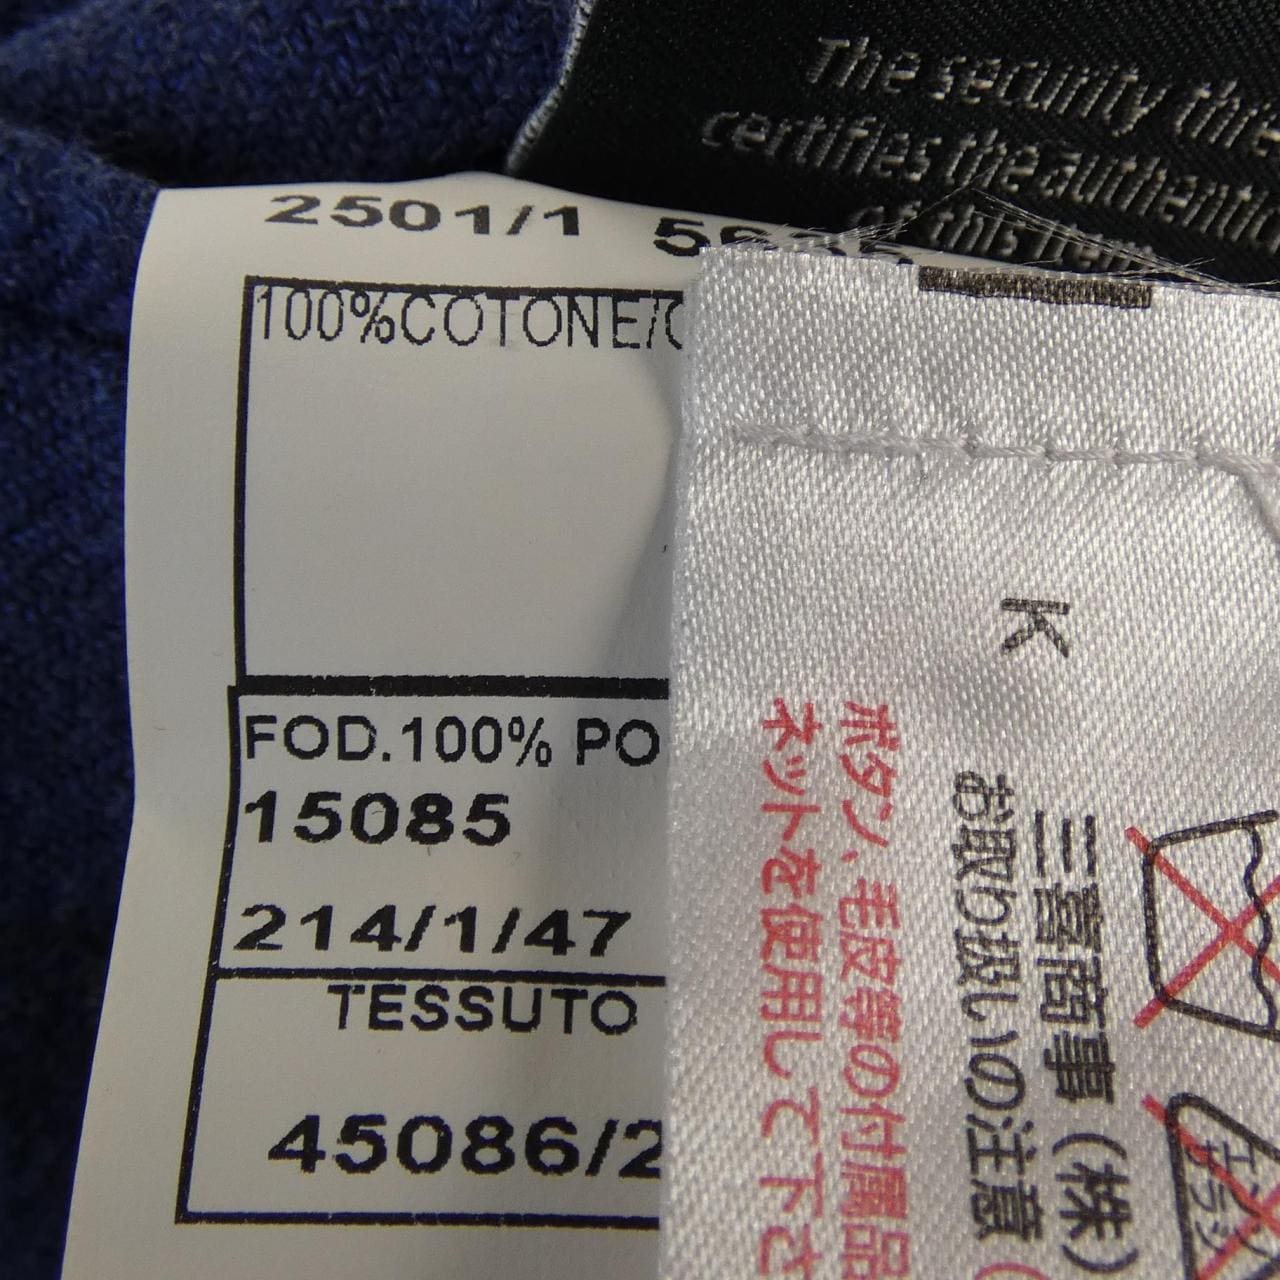 The security thre
certifies the authentic
of this item
2501/1
100%COTONE/C
FOD.100% PO
15085
214/1/47
TESSUTO
45086/2
K
三喜商事（株）
お取り扱いの注意（
ボタン、毛皮等の付属品
ネットを使用して下さ